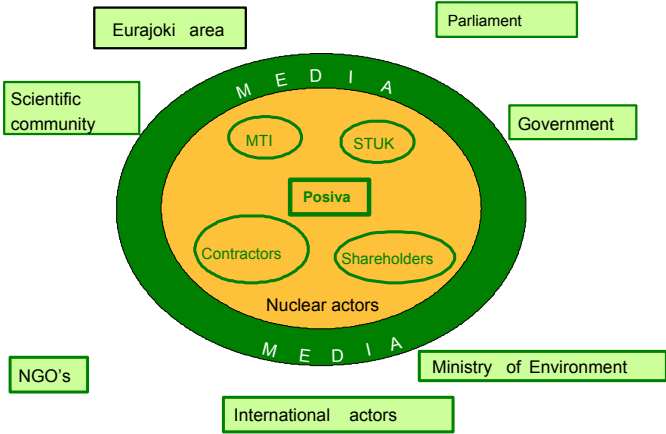 Eurajoki area
Parliament
Scientific
community
M E D I A
Government
MTI
STUK
Posiva
Contractors
Shareholders
Nuclear actors
M E D I A
NGO’s
Ministry of Environment
International actors